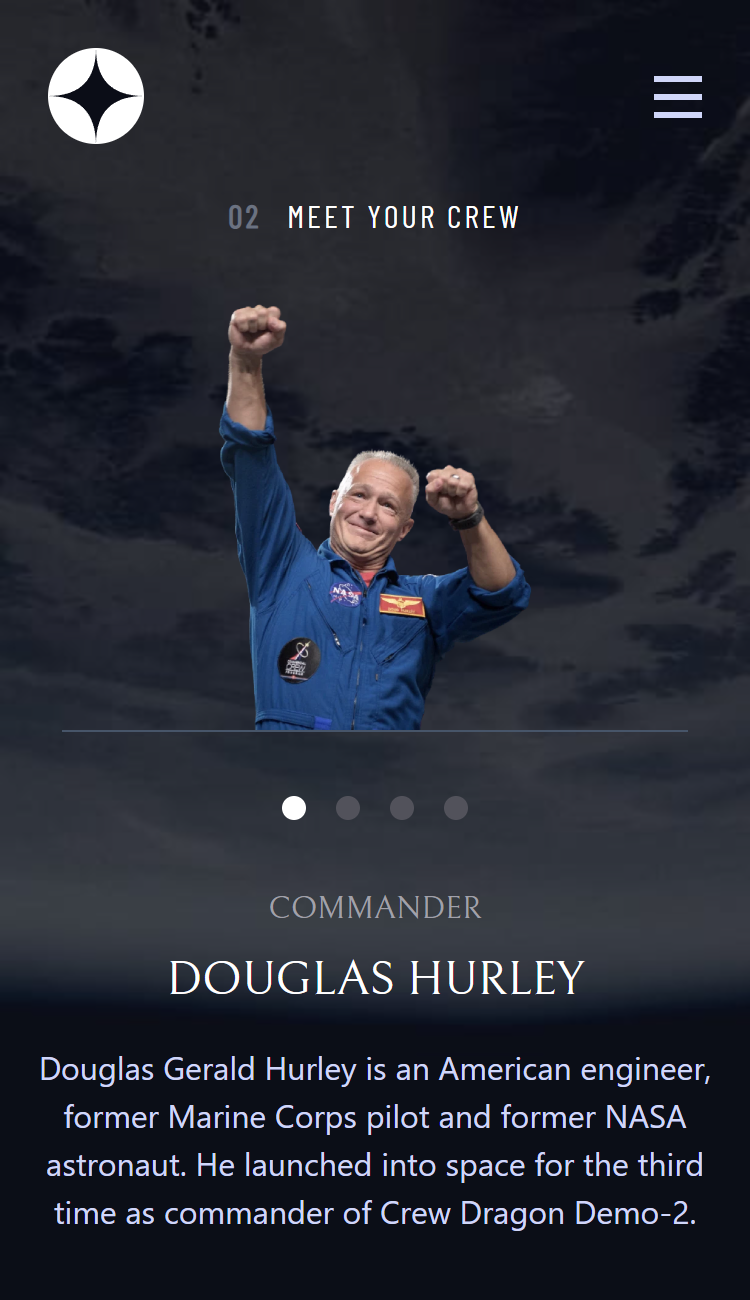 02 MEET YOUR CREW
NASA
COMMANDER
DOUGLAS HURLEY
Douglas Gerald Hurley is an American engineer,
former Marine Corps pilot and former NASA
astronaut. He launched into space for the third
time as commander of Crew Dragon Demo-2.